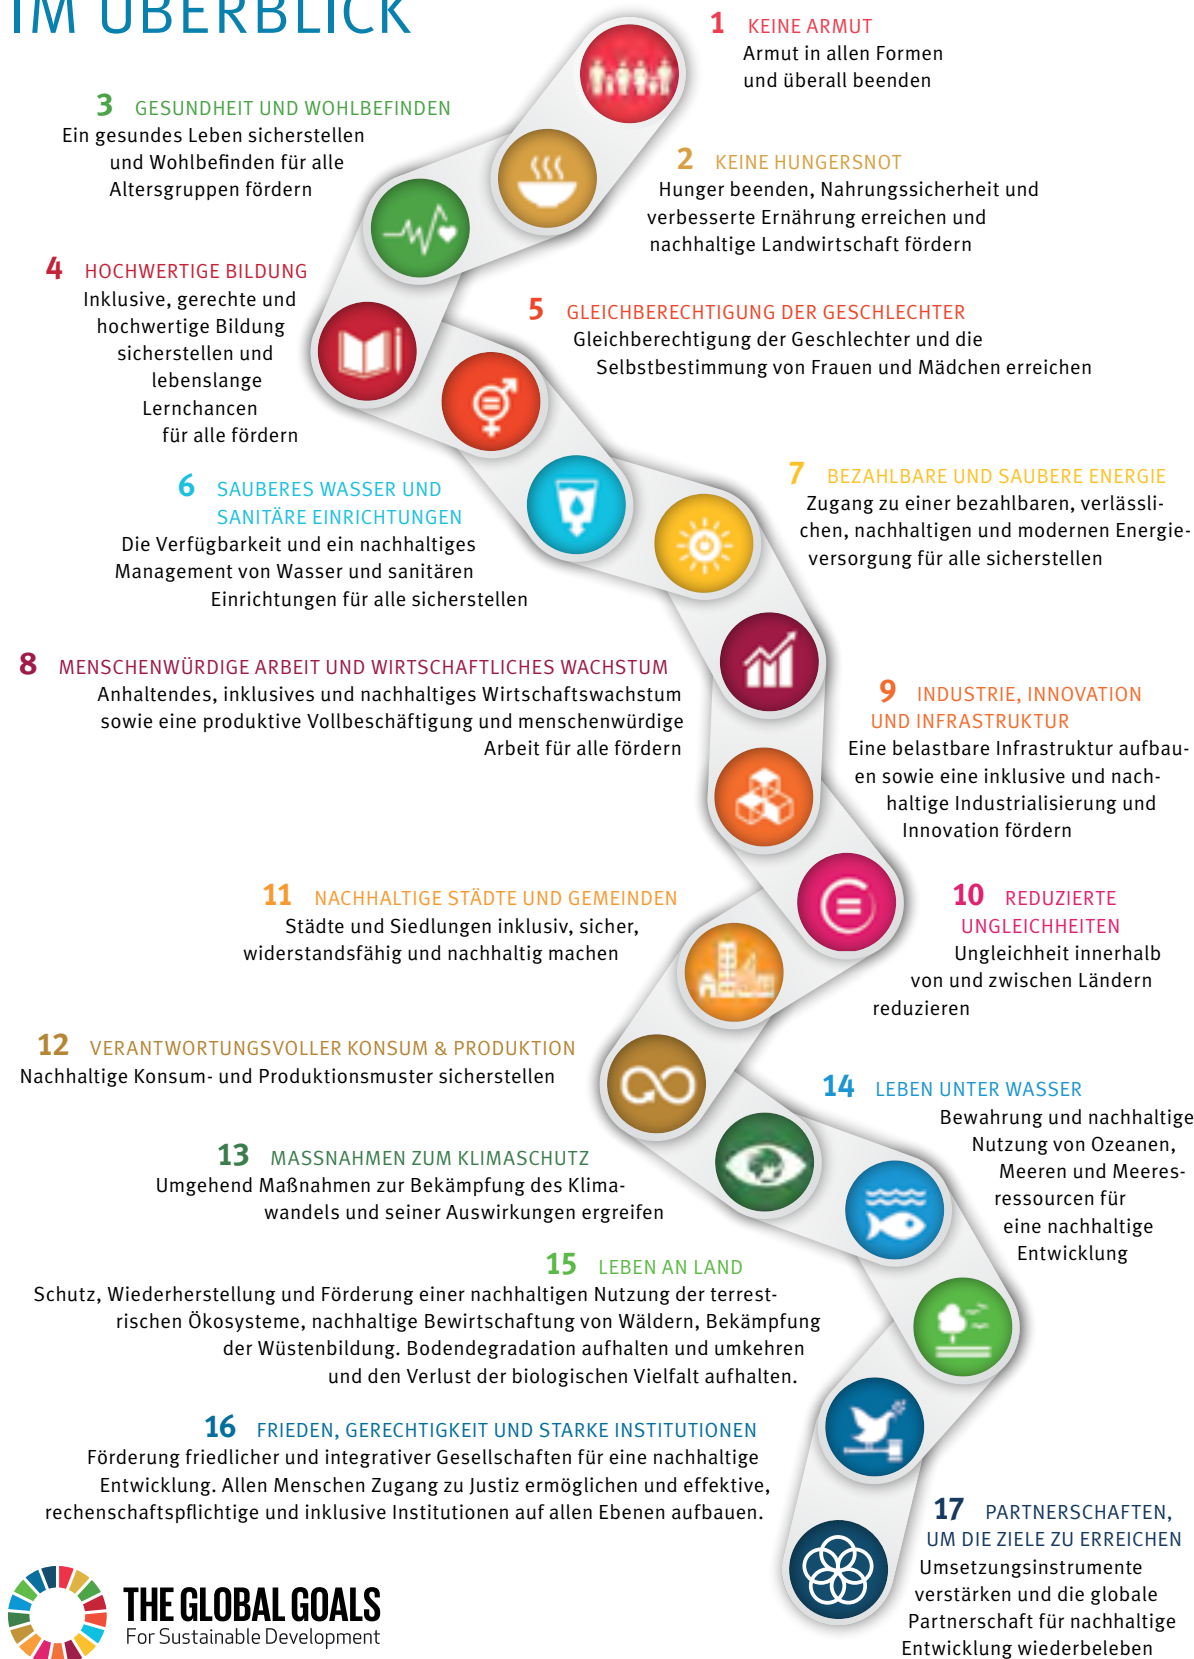 IM ÜBERBLICK
1 KEINE ARMUT
Armut in allen Formen
und überall beenden
2 KEINE HUNGERSNOT
Hunger beenden, Nahrungssicherheit und
verbesserte Ernährung erreichen und
nachhaltige Landwirtschaft fördern
3 GESUNDHEIT UND WOHLBEFINDEN
Ein gesundes Leben sicherstellen
und Wohlbefinden für alle
Altersgruppen fördern
4 HOCHWERTIGE BILDUNG
Inklusive, gerechte und
hochwertige Bildung
sicherstellen und
lebenslange
Lernchancen
für alle fördern
5 GLEICHBERECHTIGUNG DER GESCHLECHTER
Gleichberechtigung der Geschlechter und die
Selbstbestimmung von Frauen und Mädchen erreichen
6 SAUBERES WASSER UND
SANITÄRE EINRICHTUNGEN
Die Verfügbarkeit und ein nachhaltiges
Management von Wasser und sanitären
Einrichtungen für alle sicherstellen
7 BEZAHLBARE UND SAUBERE ENERGIE
Zugang zu einer bezahlbaren, verlässli-
chen, nachhaltigen und modernen Energie-
versorgung für alle sicherstellen
8 MENSCHENWÜRDIGE ARBEIT UND WIRTSCHAFTLICHES WACHSTUM
Anhaltendes, inklusives und nachhaltiges Wirtschaftswachstum
sowie eine produktive Vollbeschäftigung und menschenwürdige
Arbeit für alle fördern
9 INDUSTRIE, INNOVATION
UND INFRASTRUKTUR
Eine belastbare Infrastruktur aufbau-
en sowie eine inklusive und nach-
haltige Industrialisierung und
Innovation fördern
10 REDUZIERTE
UNGLEICHHEITEN
Ungleichheit innerhalb
von und zwischen Ländern
reduzieren
11 NACHHALTIGE STÄDTE UND GEMEINDEN
Städte und Siedlungen inklusiv, sicher,
widerstandsfähig und nachhaltig machen
12 VERANTWORTUNGSVOLLER KONSUM & PRODUKTION
Nachhaltige Konsum- und Produktionsmuster sicherstellen
13 MASSNAHMEN ZUM KLIMASCHUTZ
Umgehend Maßnahmen zur Bekämpfung des Klima-
wandels und seiner Auswirkungen ergreifen
14 LEBEN UNTER WASSER
Bewahrung und nachhaltige
Nutzung von Ozeanen,
Meeren und Meeres-
ressourcen für
eine nachhaltige
Entwicklung
15 LEBEN AN LAND
Schutz, Wiederherstellung und Förderung einer nachhaltigen Nutzung der terrest-
rischen Ökosysteme, nachhaltige Bewirtschaftung von Wäldern, Bekämpfung
der Wüstenbildung. Bodendegradation aufhalten und umkehren
und den Verlust der biologischen Vielfalt aufhalten.
16 FRIEDEN, GERECHTIGKEIT UND STARKE INSTITUTIONEN
Förderung friedlicher und integrativer Gesellschaften für eine nachhaltige
Entwicklung. Allen Menschen Zugang zu Justiz ermöglichen und effektive,
rechenschaftspflichtige und inklusive Institutionen auf allen Ebenen aufbauen.
17 PARTNERSCHAFTEN,
UM DIE ZIELE ZU ERREICHEN
Umsetzungsinstrumente
verstärken und die globale
Partnerschaft für nachhaltige
Entwicklung wiederbeleben
THE GLOBAL GOALS
For Sustainable Development